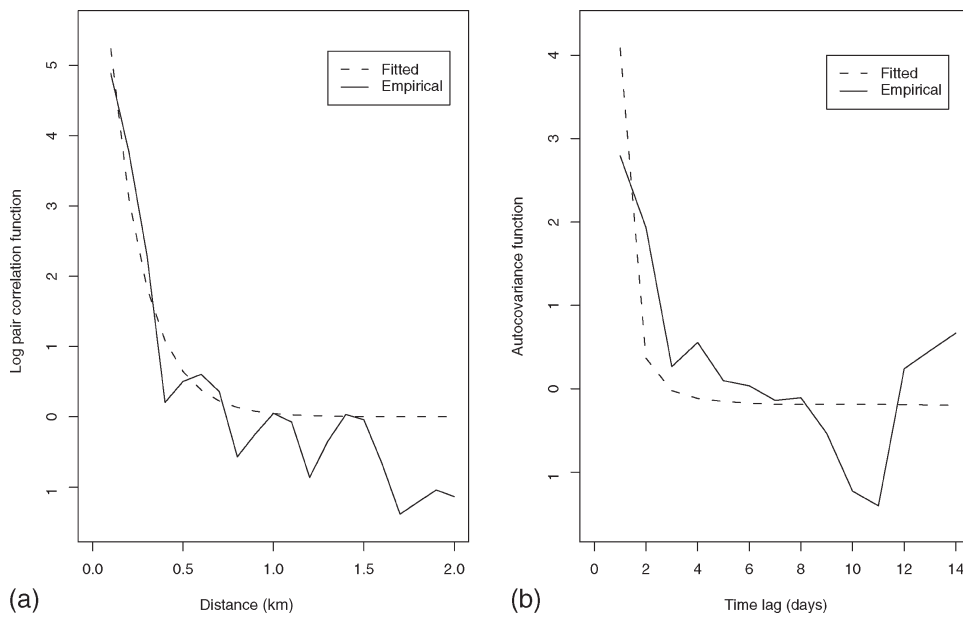 Fitted
Empirical
Log pair correlation function
5
4
3
2
1
0
1
0.0 0.5 1.0 1.5 2.0
Distance (km)
(a)
Fitted
Empirical
Autocovariance function
4
3
2
1
0
1
0 2 4 6 8 10 12 14
Time lag (days)
(b)